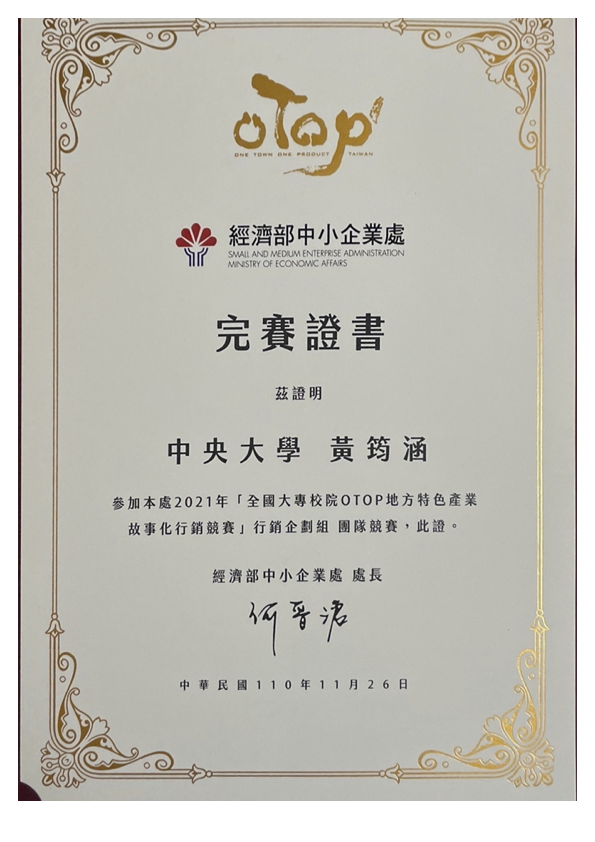 oTop
ONE TOWN ONE PRODUCT TAIWAN
經濟部中小企業處
SMALL AND MEDIUM ENTERPRISE ADMINISTRATION
MINISTRY OF ECONOMIC AFFAIRS
完賽證書
茲證明
中央大學 黃筠涵
參加本處2021年「全國大專校院OTOP地方特色產業
故事化行銷競賽」行銷企劃組 團隊競賽，此證。
經濟部中小企業處 處長
何晉滄
中華民國110年11月26日